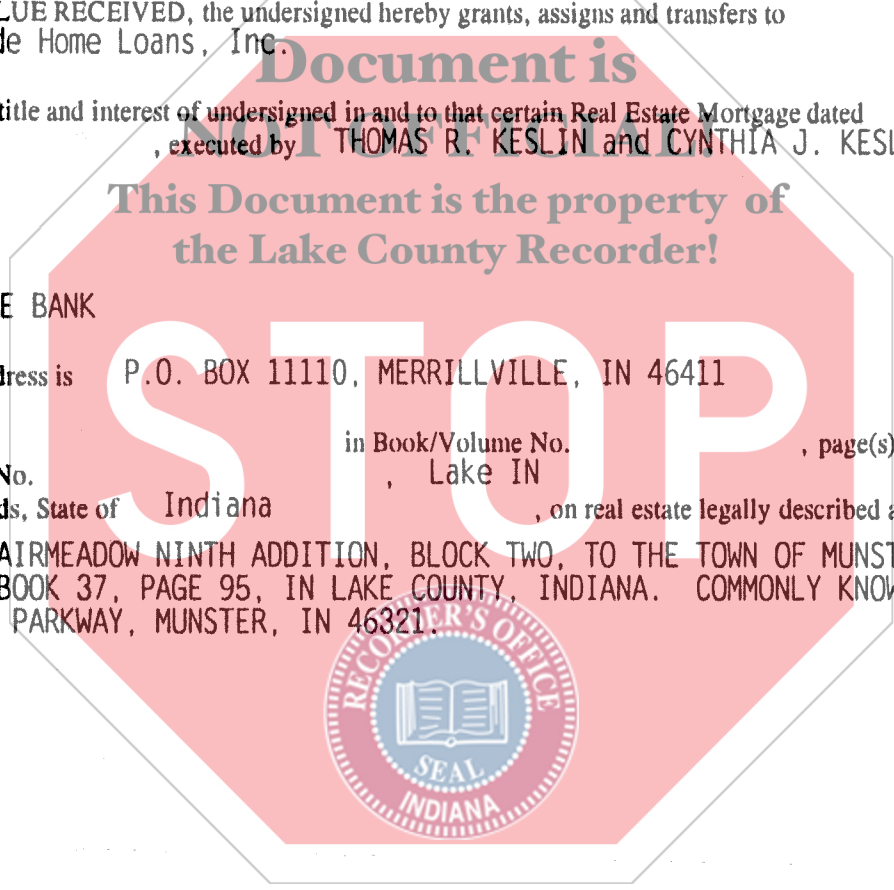 LUE RECEIVED, the undersigned hereby grants, assigns and transfers to
de Home Loans, Inc.
Document is
title and interest of undersigned in and to that certain Real Estate Mortgage dated
NOT OFFICIAL!
, executed by THOMAS R. KESLIN and CYNTHIA J. KESL
This Document is the property of
the Lake County Recorder!
E BANK
STOP
dress is P.O. BOX 11110, MERRILLVILLE, IN 46411
in Book/Volume No. , page(s)
No. , Lake IN
ds, State of Indiana , on real estate legally described a
AIRMEADOW NINTH ADDITION, BLOCK TWO, TO THE TOWN OF MUNST
BOOK 37, PAGE 95, IN LAKE COUNTY, INDIANA. COMMONLY KNOW
PARKWAY, MUNSTER, IN 46321.
RECORDER'S OFFICE
SEAL
INDIANA